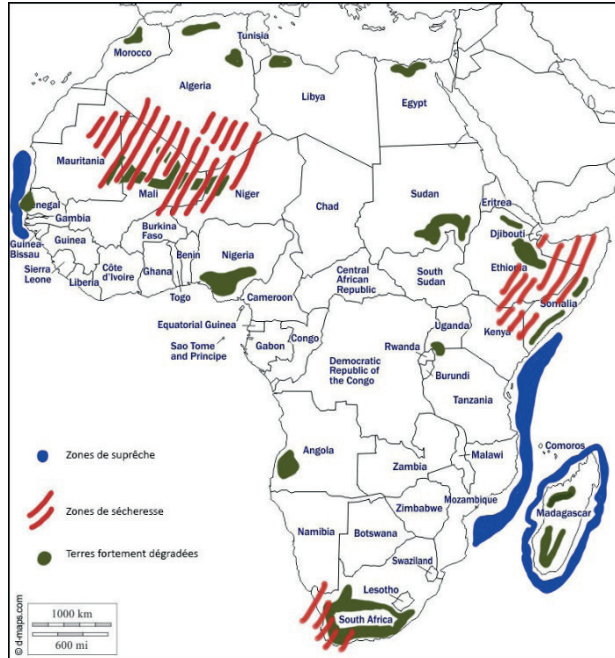 Tunisia
Morocco
Algeria
Libya
Egypt
Mauritania
Mali
Niger
Chad
Sudan
Eritrea
Senegal
Gambia
Guinea
Bissau
Guinea
Sierra
Leone
Liberia
Côte
d'Ivoire
Burkina
Faso
Ghana
Togo
Benin
Nigeria
Cameroon
Central
African
Republic
South
Sudan
Djibouti
Ethiopia
Somalia
Equatorial Guinea
Sao Tome
and Principe
Gabon
Congo
Democratic
Republic of
the Congo
Uganda
Kenya
Rwanda
Burundi
Tanzania
Comoros
Angola
Zambia
Malawi
Mozambique
Zimbabwe
Madagascar
Namibia
Botswana
Swaziland
Lesotho
South Africa
Zones de suprêche
Zones de sécheresse
Terres fortement dégradées
1000 km
600 mi
© d-maps.com